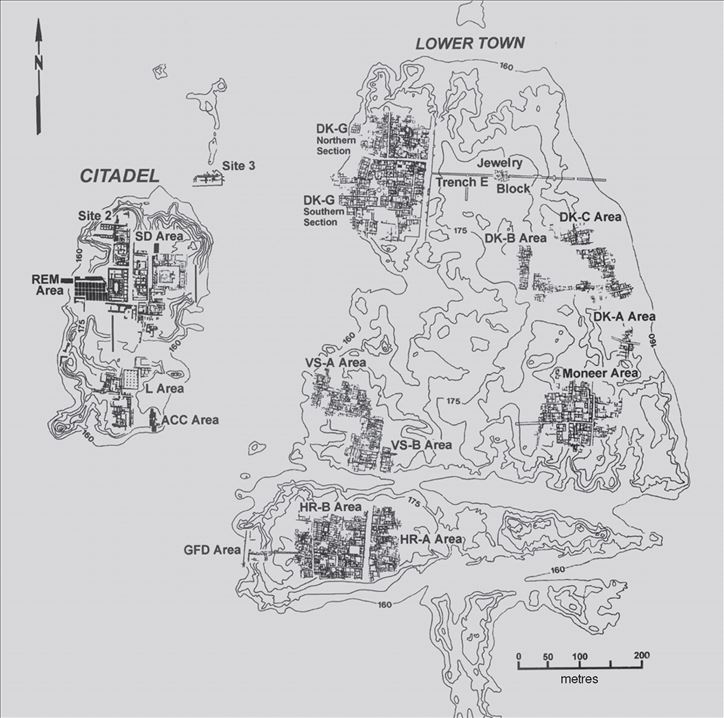 N
LOWER TOWN
160
DK-G
Northern
Section
Site 3
Jewelry
Block
Trench E
CITADEL
DK-G
Southern
Section
Site 2
SD Area
160
175
DK-B Area
DK-C Area
REM
Area
175
160
DK-A Area
160
160
VS-A Area
Moneer Area
L Area
175
ACC Area
160
VS-B Area
HR-B Area
175
GFD Area
HR-A Area
160
160
0 50 100 200
metres